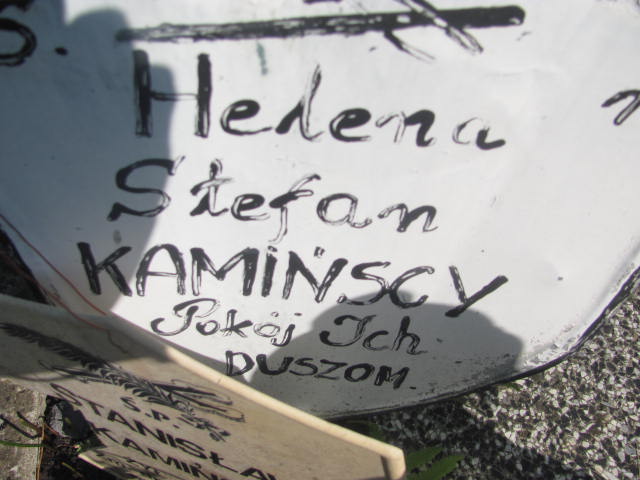 Helena
Stefan
KAMIŃSCY
Pokój Ich
DUSZOM.
Ś.P.